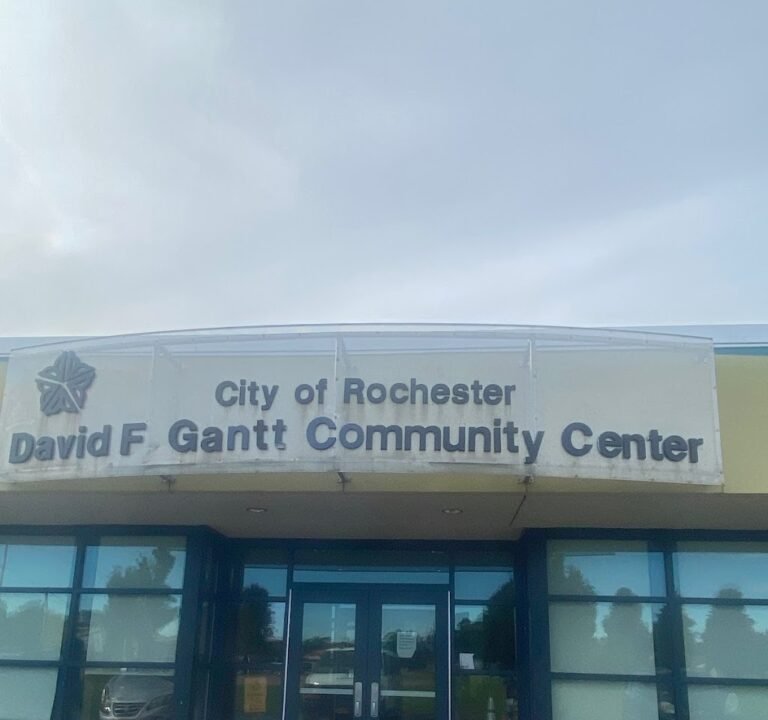 City of Rochester
David F Gantt Community Center